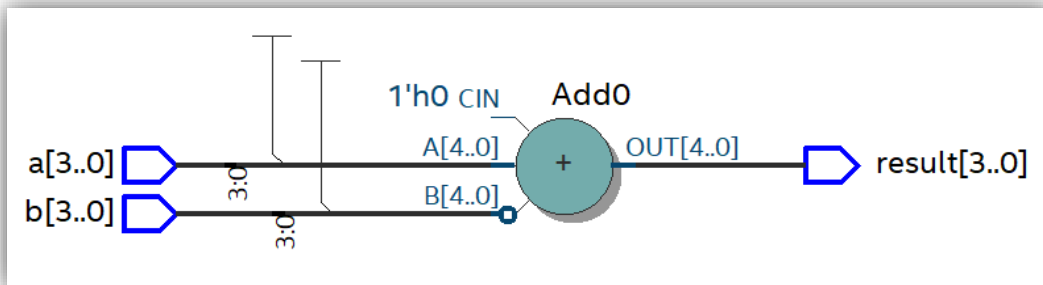 1'h0 CIN
Add0
a[3..0]
3:0
A[4..0]
+
OUT[4..0]
result[3..0]
b[3..0]
3:0
B[4..0]